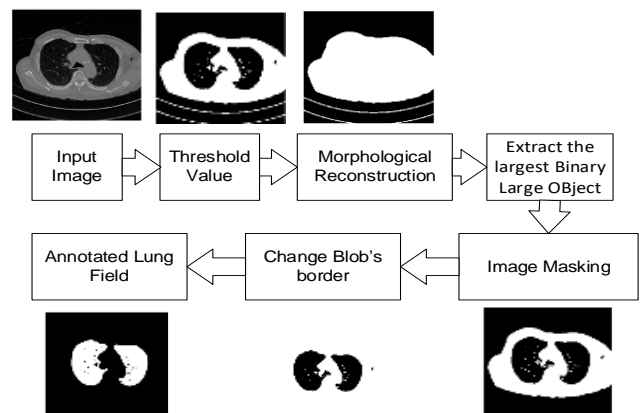 Input
Image
Threshold
Value
Morphological
Reconstruction
Extract the
largest Binary
Large OBject
Image Masking
Change Blob's
border
Annotated Lung
Field